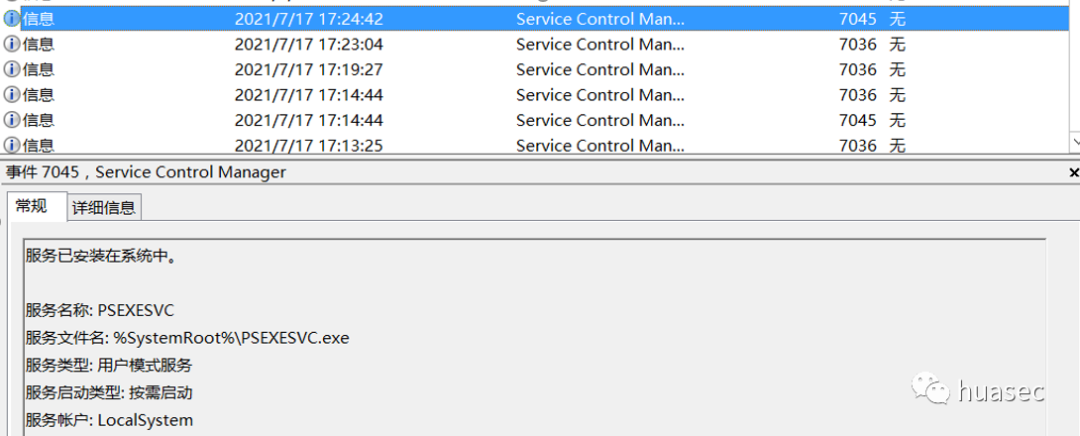 信息 2021/7/17 17:24:42 Service Control Man... 7045 无
信息 2021/7/17 17:23:04 Service Control Man... 7036 无
信息 2021/7/17 17:19:27 Service Control Man... 7036 无
信息 2021/7/17 17:14:44 Service Control Man... 7036 无
信息 2021/7/17 17:14:44 Service Control Man... 7045 无
信息 2021/7/17 17:13:25 Service Control Man... 7036 无
事件 7045，Service Control Manager
常规 详细信息
服务已安装在系统中。
服务名称: PSEXESVC
服务文件名: %SystemRoot%\PSEXESVC.exe
服务类型: 用户模式服务
服务启动类型: 按需启动
服务帐户: LocalSystem
huasec